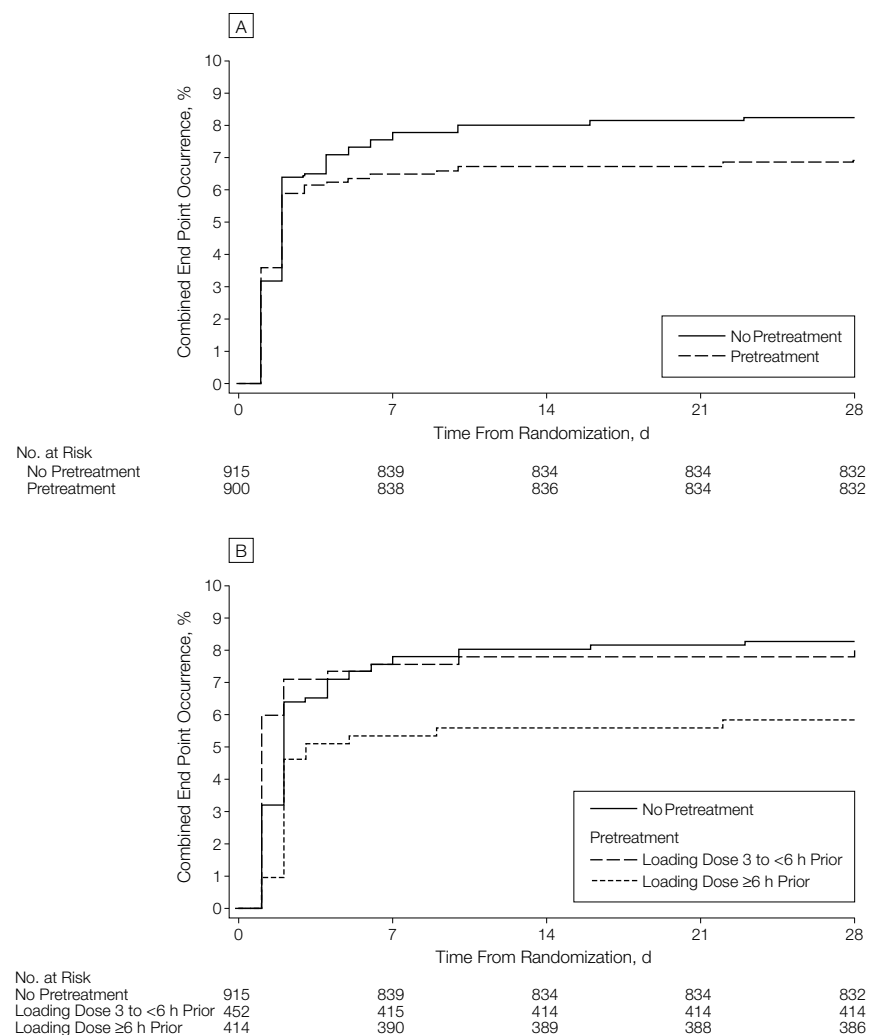 A
Combined End Point Occurrence, %
10
9
8
7
6
5
4
3
2
1
0
No Pretreatment
Pretreatment
0 7 14 21 28
Time From Randomization, d
No. at Risk
No Pretreatment 915 839 834 834 832
Pretreatment 900 838 836 834 832
B
Combined End Point Occurrence, %
10
9
8
7
6
5
4
3
2
1
0
No Pretreatment
Pretreatment
Loading Dose 3 to <6 h Prior
Loading Dose ≥6 h Prior
0 7 14 21 28
Time From Randomization, d
No. at Risk
No Pretreatment 915 839 834 834 832
Loading Dose 3 to <6 h Prior 452 415 414 414 414
Loading Dose ≥6 h Prior 414 390 389 388 386